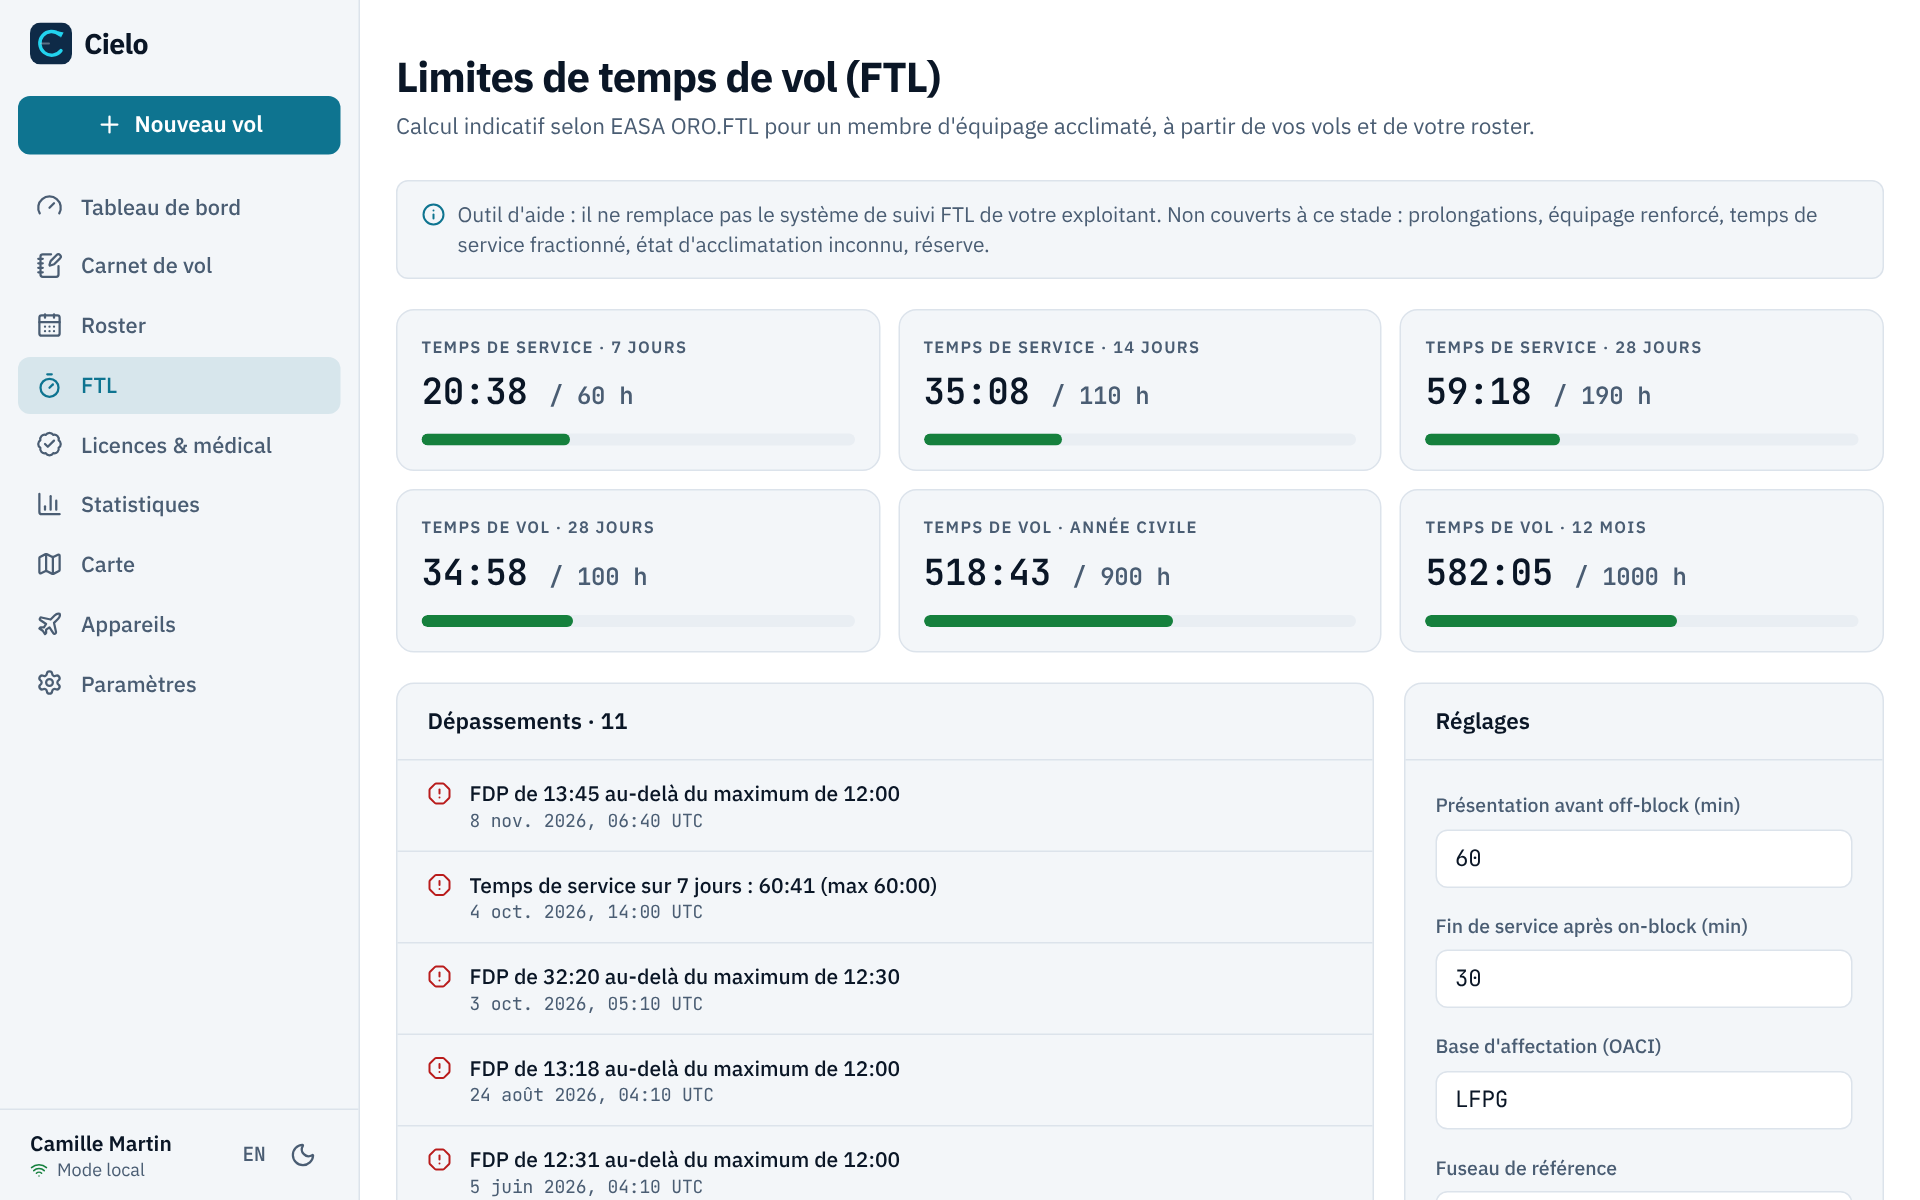 Cielo
Nouveau vol
Tableau de bord
Carnet de vol
Roster
FTL
Licences & médical
Statistiques
Carte
Appareils
Paramètres
Camille Martin
Mode local
EN
Limites de temps de vol (FTL)
Calcul indicatif selon EASA ORO.FTL pour un membre d'équipage acclimaté, à partir de vos vols et de votre roster.
Outil d'aide : il ne remplace pas le système de suivi FTL de votre exploitant. Non couverts à ce stade : prolongations, équipage renforcé, temps de
service fractionné, état d'acclimatation inconnu, réserve.
TEMPS DE SERVICE · 7 JOURS
20:38 / 60 h
TEMPS DE SERVICE · 14 JOURS
35:08 / 110 h
TEMPS DE SERVICE · 28 JOURS
59:18 / 190 h
TEMPS DE VOL · 28 JOURS
34:58 / 100 h
TEMPS DE VOL · ANNÉE CIVILE
518:43 / 900 h
TEMPS DE VOL · 12 MOIS
582:05 / 1000 h
Dépassements · 11
FDP de 13:45 au-delà du maximum de 12:00
8 nov. 2026, 06:40 UTC
Temps de service sur 7 jours : 60:41 (max 60:00)
4 oct. 2026, 14:00 UTC
FDP de 32:20 au-delà du maximum de 12:30
3 oct. 2026, 05:10 UTC
FDP de 13:18 au-delà du maximum de 12:00
24 août 2026, 04:10 UTC
FDP de 12:31 au-delà du maximum de 12:00
5 juin 2026, 04:10 UTC
Réglages
Présentation avant off-block (min)
60
Fin de service après on-block (min)
30
Base d'affectation (OACI)
LFPG
Fuseau de référence